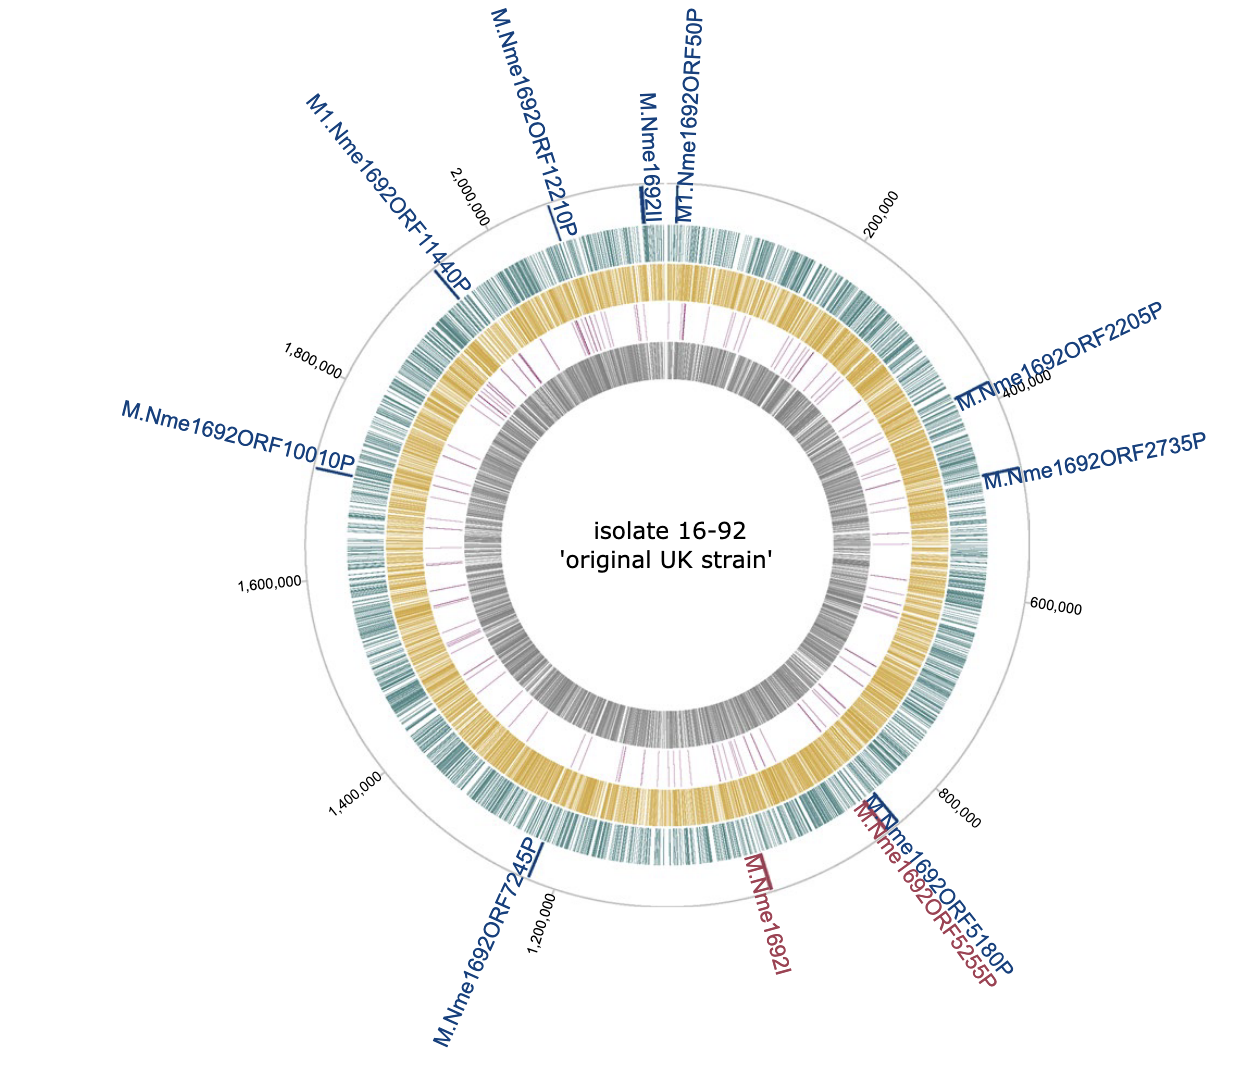 M.Nme1692ORF12210P
M.Nme1692II
M1.Nme1692ORF50P
M1.Nme1692ORF11440P
2,000,000
200,000
M.Nme1692ORF2205P
400,000
1,800,000
M.Nme1692ORF10010P
M.Nme1692ORF2735P
isolate 16-92
'original UK strain'
1,600,000
600,000
1,400,000
800,000
M.Nme1692ORF5180P
M.Nme1692ORF5255P
M.Nme1692I
M.Nme1692ORF7245P
1,200,000